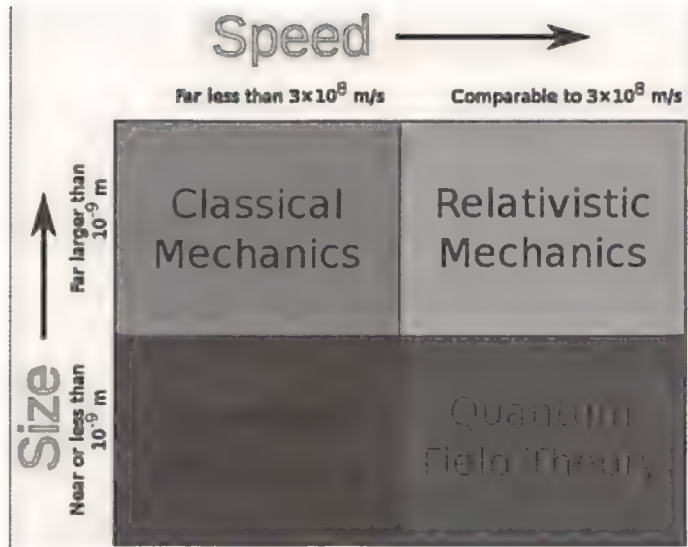 Speed
Far less than 3×10⁸ m/s
Comparable to 3×10⁸ m/s
Size
Far larger than
10⁻⁹ m
Near or less than
10⁻⁹ m
Classical
Mechanics
Relativistic
Mechanics
Quantum
Field Theory